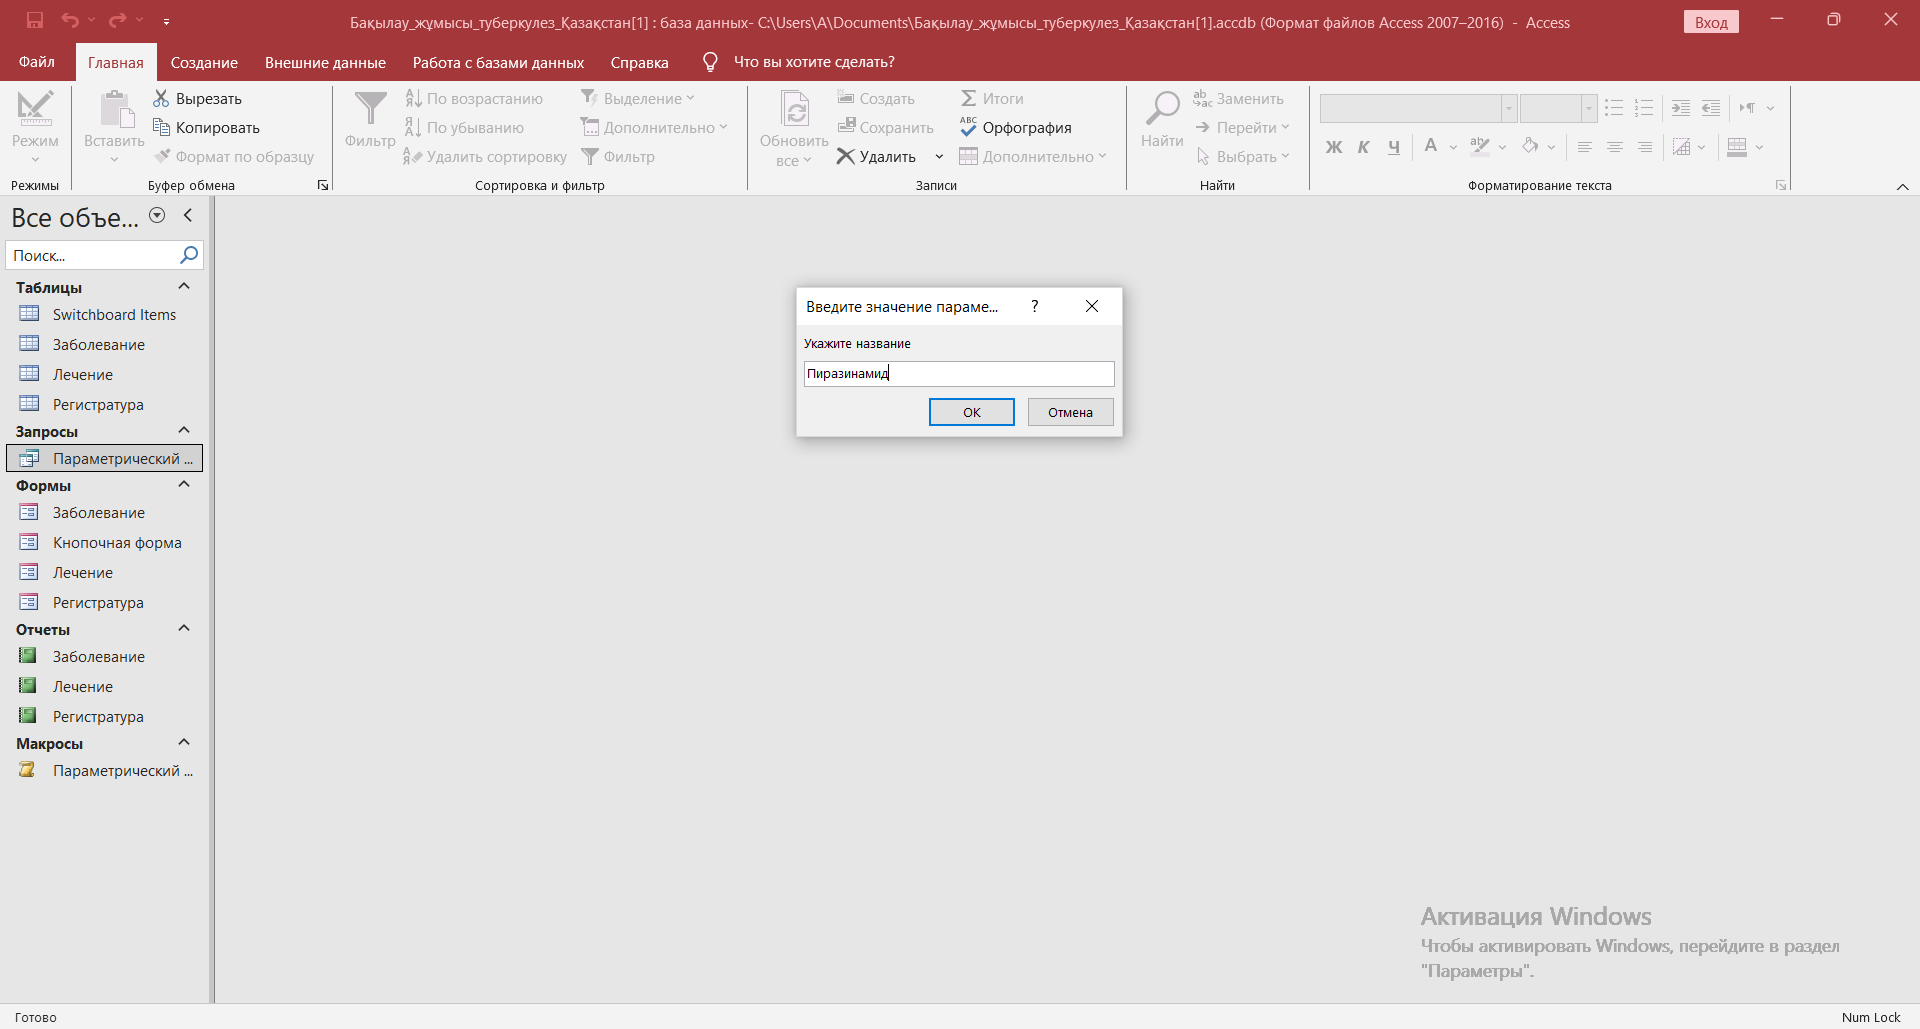 Бақылау_жұмысы_туберкулез_Қазақстан[1] : база данных- C:\Users\A\Documents\Бақылау_жұмысы_туберкулез_Қазақстан[1].accdb (Формат файлов Access 2007–2016) - Access
Вход
Файл Главная Создание Внешние данные Работа с базами данных Справка Что вы хотите сделать?
Режим
Режимы
Вставить
Вырезать
Копировать
Формат по образцу
Буфер обмена
Фильтр
По возрастанию
По убыванию
Удалить сортировку
Выделение
Дополнительно
Фильтр
Сортировка и фильтр
Обновить
все
Создать
Сохранить
Удалить
Итоги
Орфография
Дополнительно
Записи
Найти
Заменить
Перейти
Выбрать
Найти
Ж К Ч А
Форматирование текста
Все объе...
Поиск...
Таблицы
Switchboard Items
Заболевание
Лечение
Регистратура
Запросы
Параметрический ...
Формы
Заболевание
Кнопочная форма
Лечение
Регистратура
Отчеты
Заболевание
Лечение
Регистратура
Макросы
Параметрический ...
Введите значение параме... ?
Укажите название
Пиразинамид
ОК Отмена
Активация Windows
Чтобы активировать Windows, перейдите в раздел
"Параметры".
Готово
Num Lock